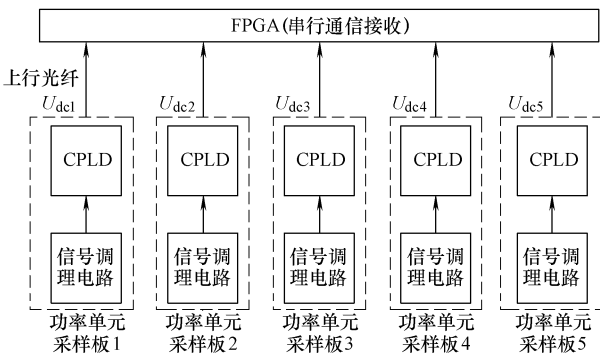 FPGA(串行通信接收)
上行光纤
Udc1
Udc2
Udc3
Udc4
Udc5
CPLD
CPLD
CPLD
CPLD
CPLD
信号调
理电路
信号调
理电路
信号调
理电路
信号调
理电路
信号调
理电路
功率单元
采样板1
功率单元
采样板2
功率单元
采样板3
功率单元
采样板4
功率单元
采样板5